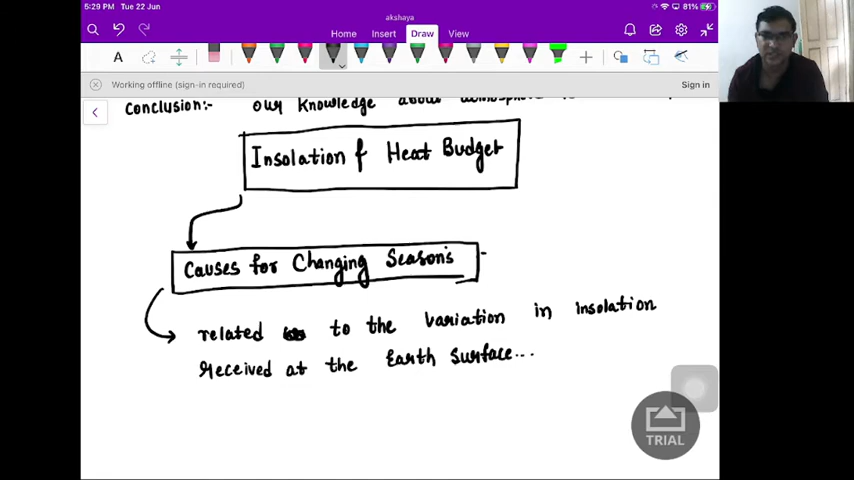 5:29 PM Tue 22 Jun
81%
akshaya
Home Insert Draw View
Working offline (sign-in required)
Sign in
Conclusion:- our knowledge about atmosphere
Insolation & Heat Budget
Causes for Changing Seasons
related to the variation in insolation
received at the Earth Surface...
TRIAL